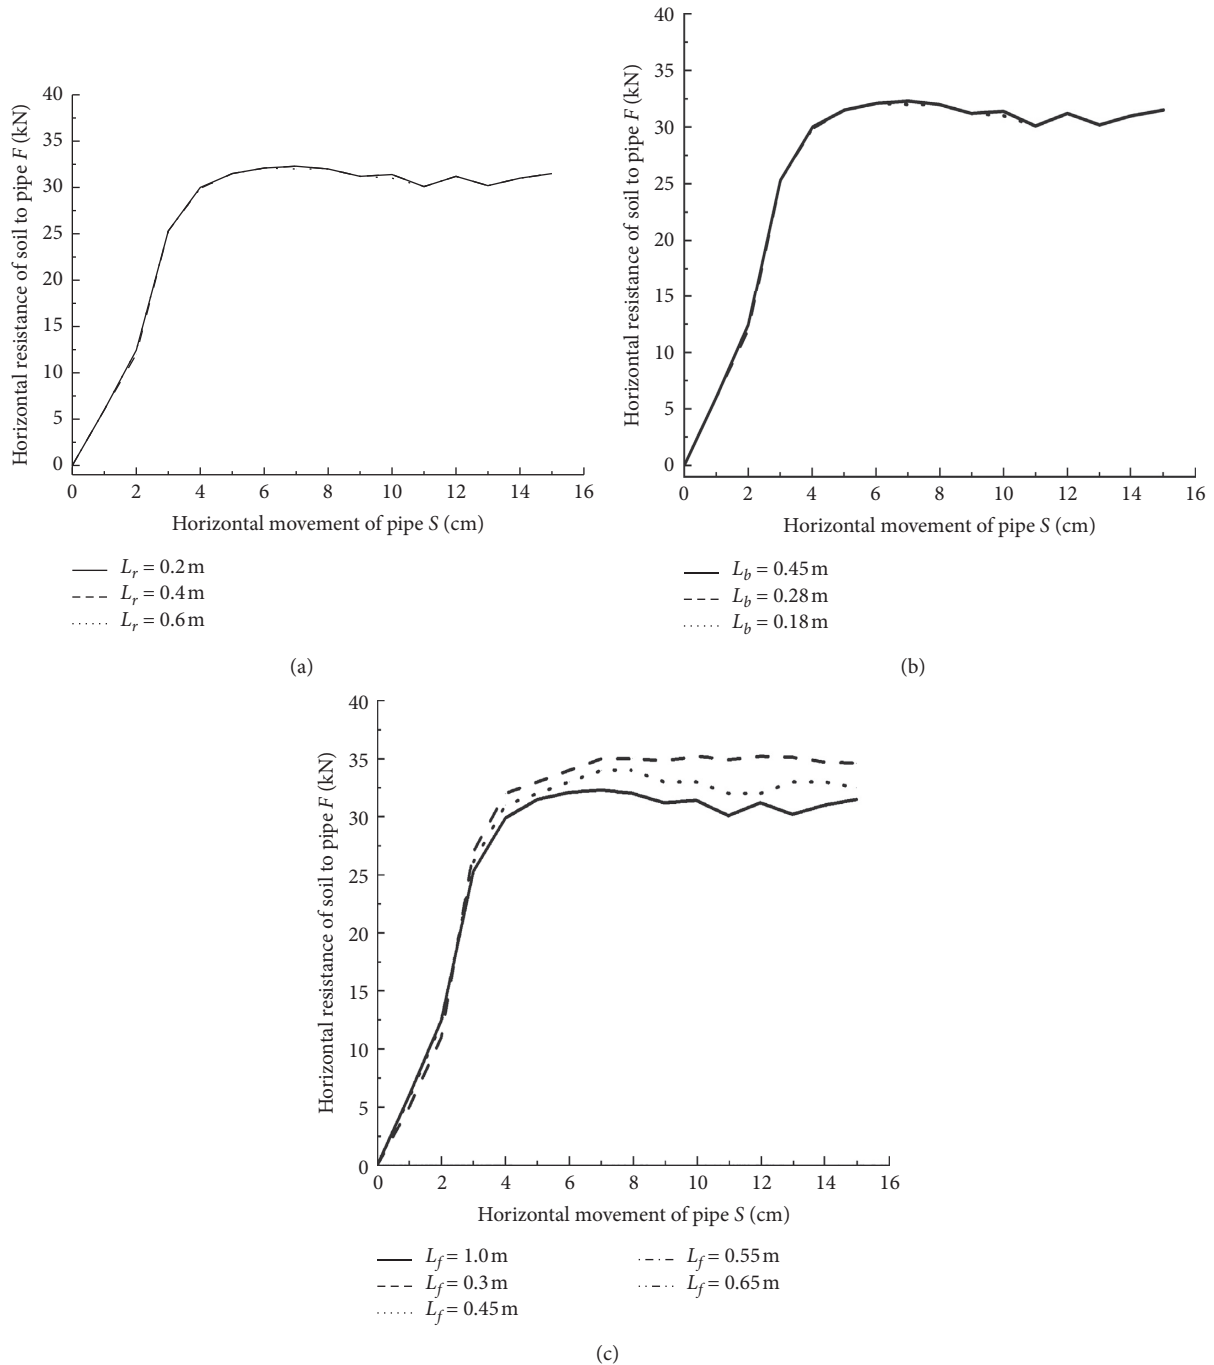 Horizontal resistance of soil to pipe F (kN)
40
35
30
25
20
15
10
5
0
0 2 4 6 8 10 12 14 16
Horizontal movement of pipe S (cm)
L_r = 0.2 m
L_r = 0.4 m
L_r = 0.6 m
(a)
Horizontal resistance of soil to pipe F (kN)
40
35
30
25
20
15
10
5
0
0 2 4 6 8 10 12 14 16
Horizontal movement of pipe S (cm)
L_b = 0.45 m
L_b = 0.28 m
L_b = 0.18 m
(b)
Horizontal resistance of soil to pipe F (kN)
40
35
30
25
20
15
10
5
0
0 2 4 6 8 10 12 14 16
Horizontal movement of pipe S (cm)
L_f = 1.0 m
L_f = 0.3 m
L_f = 0.45 m
L_f = 0.55 m
L_f = 0.65 m
(c)